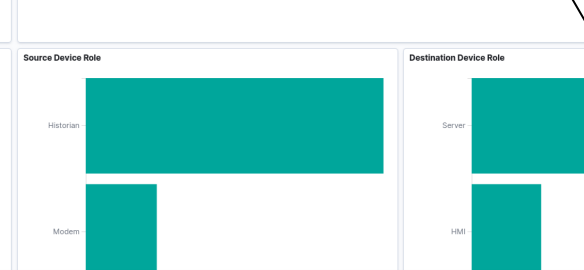 Source Device Role
Historian
Modem
Destination Device Role
Server
HMI